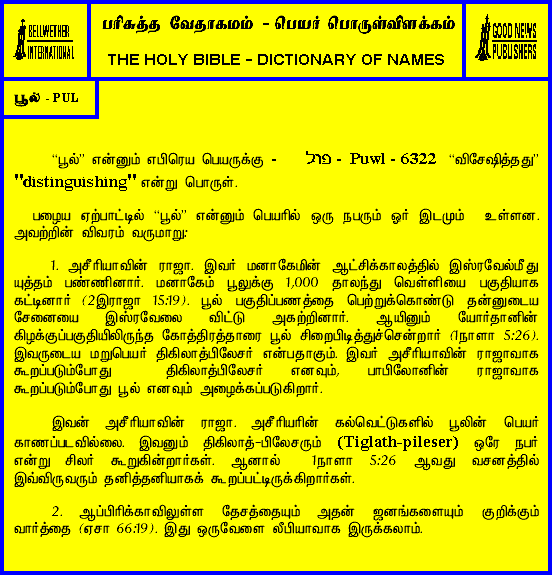 BELLWETHER
INTERNATIONAL
பரிசுத்த வேதாகமம் - பெயர் பொருள்விளக்கம்
THE HOLY BIBLE - DICTIONARY OF NAMES
GOOD NEWS
PUBLISHERS
பூல் - PUL
“பூல்” என்னும் எபிரெய பெயருக்கு - פוּל - Puwl - 6322 “விசேஷித்தது”
"distinguishing" என்று பொருள்.
பழைய ஏற்பாட்டில் “பூல்” என்னும் பெயரில் ஒரு நபரும் ஓர் இடமும் உள்ளன.
அவற்றின் விவரம் வருமாறு:
1. அசீரியாவின் ராஜா. இவர் மனாகேமின் ஆட்சிக்காலத்தில் இஸ்ரவேல்மீது
யுத்தம் பண்ணினார். மனாகேம் பூலுக்கு 1,000 தாலந்து வெள்ளியை பகுதியாக
கட்டினார் (2இராஜா 15:19). பூல் பகுதிப்பணத்தை பெற்றுக்கொண்டு தன்னுடைய
சேனையை இஸ்ரவேலை விட்டு அகற்றினார். ஆயினும் யோர்தானின்
கிழக்குப்பகுதியிலிருந்த கோத்திரத்தாரை பூல் சிறைபிடித்துச்சென்றார் (1நாளா 5:26).
இவருடைய மறுபெயர் திகிலாத்பிலேசர் என்பதாகும். இவர் அசீரியாவின் ராஜாவாக
கூறப்படும்போது திகிலாத்பிலேசர் எனவும், பாபிலோனின் ராஜாவாக
கூறப்படும்போது பூல் எனவும் அழைக்கப்படுகிறார்.
இவன் அசீரியாவின் ராஜா. அசீரியரின் கல்வெட்டுகளில் பூலின் பெயர்
காணப்படவில்லை. இவனும் திகிலாத்-பிலேசரும் (Tiglath-pileser) ஒரே நபர்
என்று சிலர் கூறுகின்றார்கள். ஆனால் 1நாளா 5:26 ஆவது வசனத்தில்
இவ்விருவரும் தனித்தனியாகக் கூறப்பட்டிருக்கிறார்கள்.
2. ஆப்பிரிக்காவிலுள்ள தேசத்தையும் அதன் ஜனங்களையும் குறிக்கும்
வார்த்தை (ஏசா 66:19). இது ஒருவேளை லீபியாவாக இருக்கலாம்.